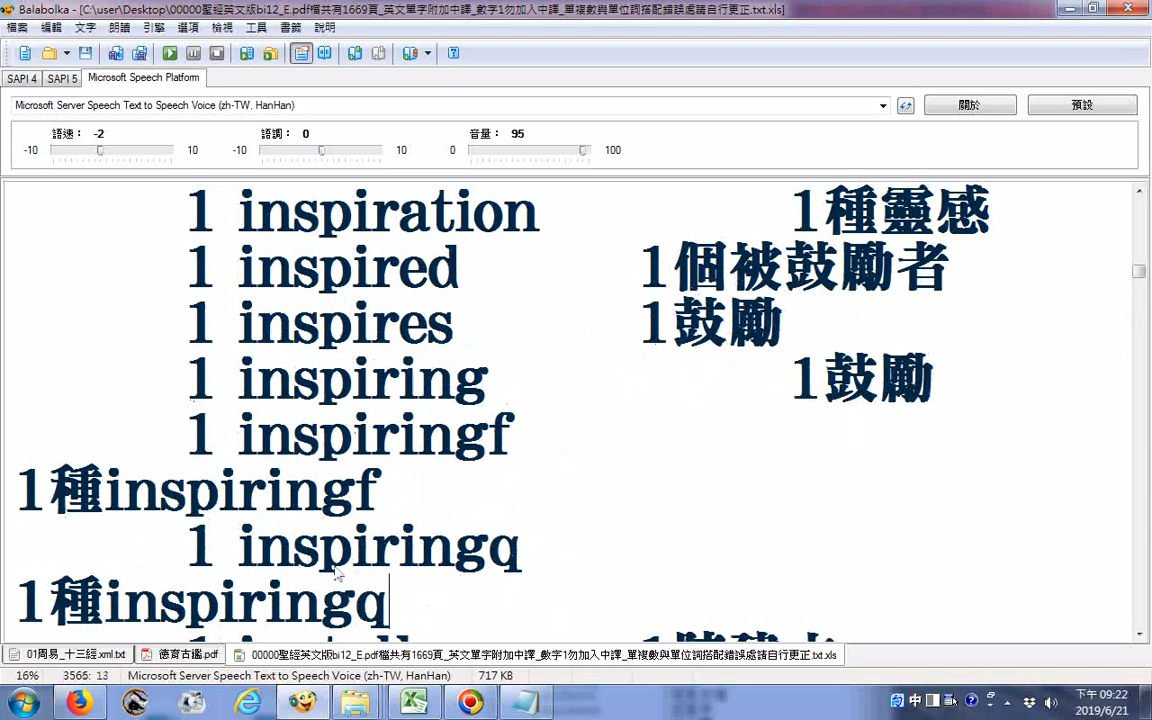 Balabolka - [C:\user\Desktop\00000聖經英文版bi12_E.pdf檔共有1669頁_英文單字附加中譯_數字1勿加入中譯_單複數與單位詞搭配錯誤處請自行更正.txt.xls]
檔案 編輯 文字 朗讀 引擎 選項 檢視 工具 書籤 說明
SAPI 4 SAPI 5 Microsoft Speech Platform
Microsoft Server Speech Text to Speech Voice (zh-TW, HanHan) 關於 預設
語速： -2 語調： 0 音量： 95
-10 10 -10 10 0 100
1 inspiration 1種靈感
1 inspired 1個被鼓勵者
1 inspires 1鼓勵
1 inspiring 1鼓勵
1 inspiringf
1種inspiringf
1 inspiringq
1種inspiringq
01周易_十三經.xml.txt 德育古鑑.pdf 00000聖經英文版bi12_E.pdf檔共有1669頁_英文單字附加中譯_數字1勿加入中譯_單複數與單位詞搭配錯誤處請自行更正.txt.xls
16% 3566: 13 Microsoft Server Speech Text to Speech Voice (zh-TW, HanHan) 717 KB
中 下午 09:22
2019/6/21